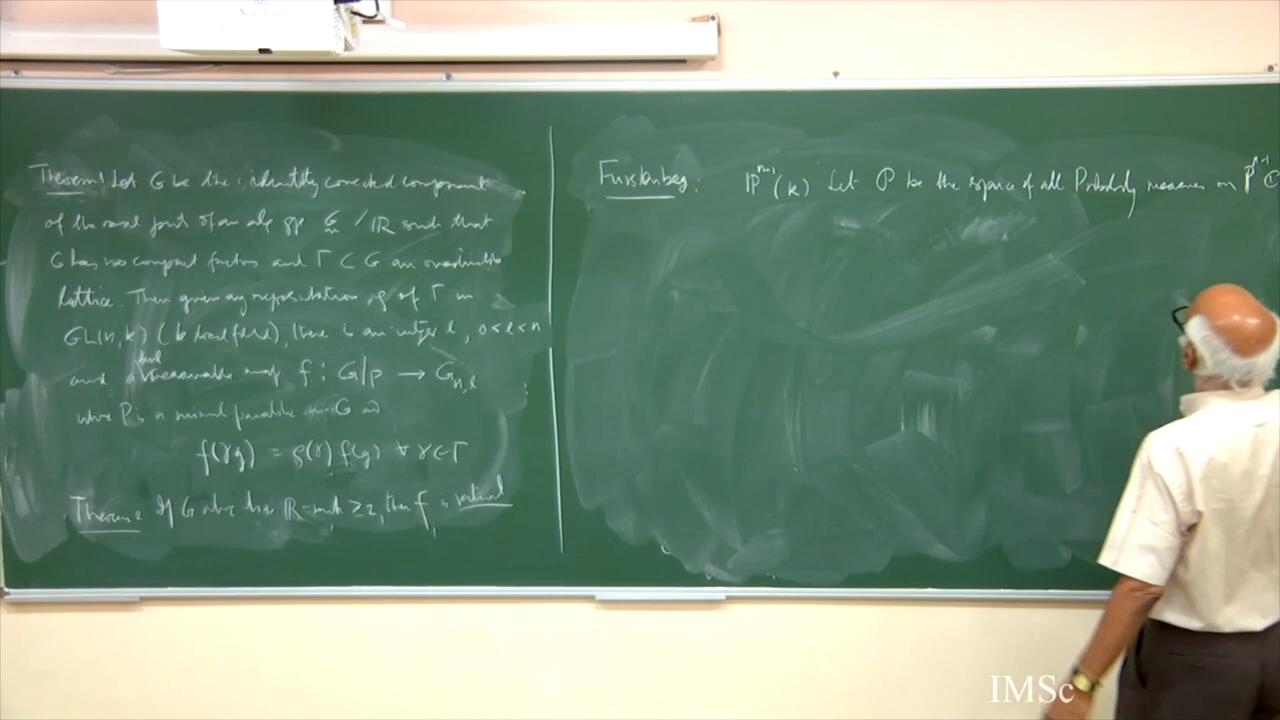 Theorem 1 Let G be the identity connected component
of the real points of an alg gp G / ℝ such that
G has no compact factors and Γ ⊂ G an irreducible
lattice. Then given any representation ρ of Γ in
GL(n, k) (k local field), there is an integer l, 0 < l < n
and a measurable map f : G/P → G_{n,l}
where P is a minimal parabolic in G ∋
f(γg) = ρ(γ) f(g) ∀ γ ∈ Γ
Theorem 2 If G has ℝ-rank ≥ 2, then f is rational
Furstenberg: ℙ^{n-1}(k) Let P be the space of all Probability measures on ℙ^{n-1}
IMSc